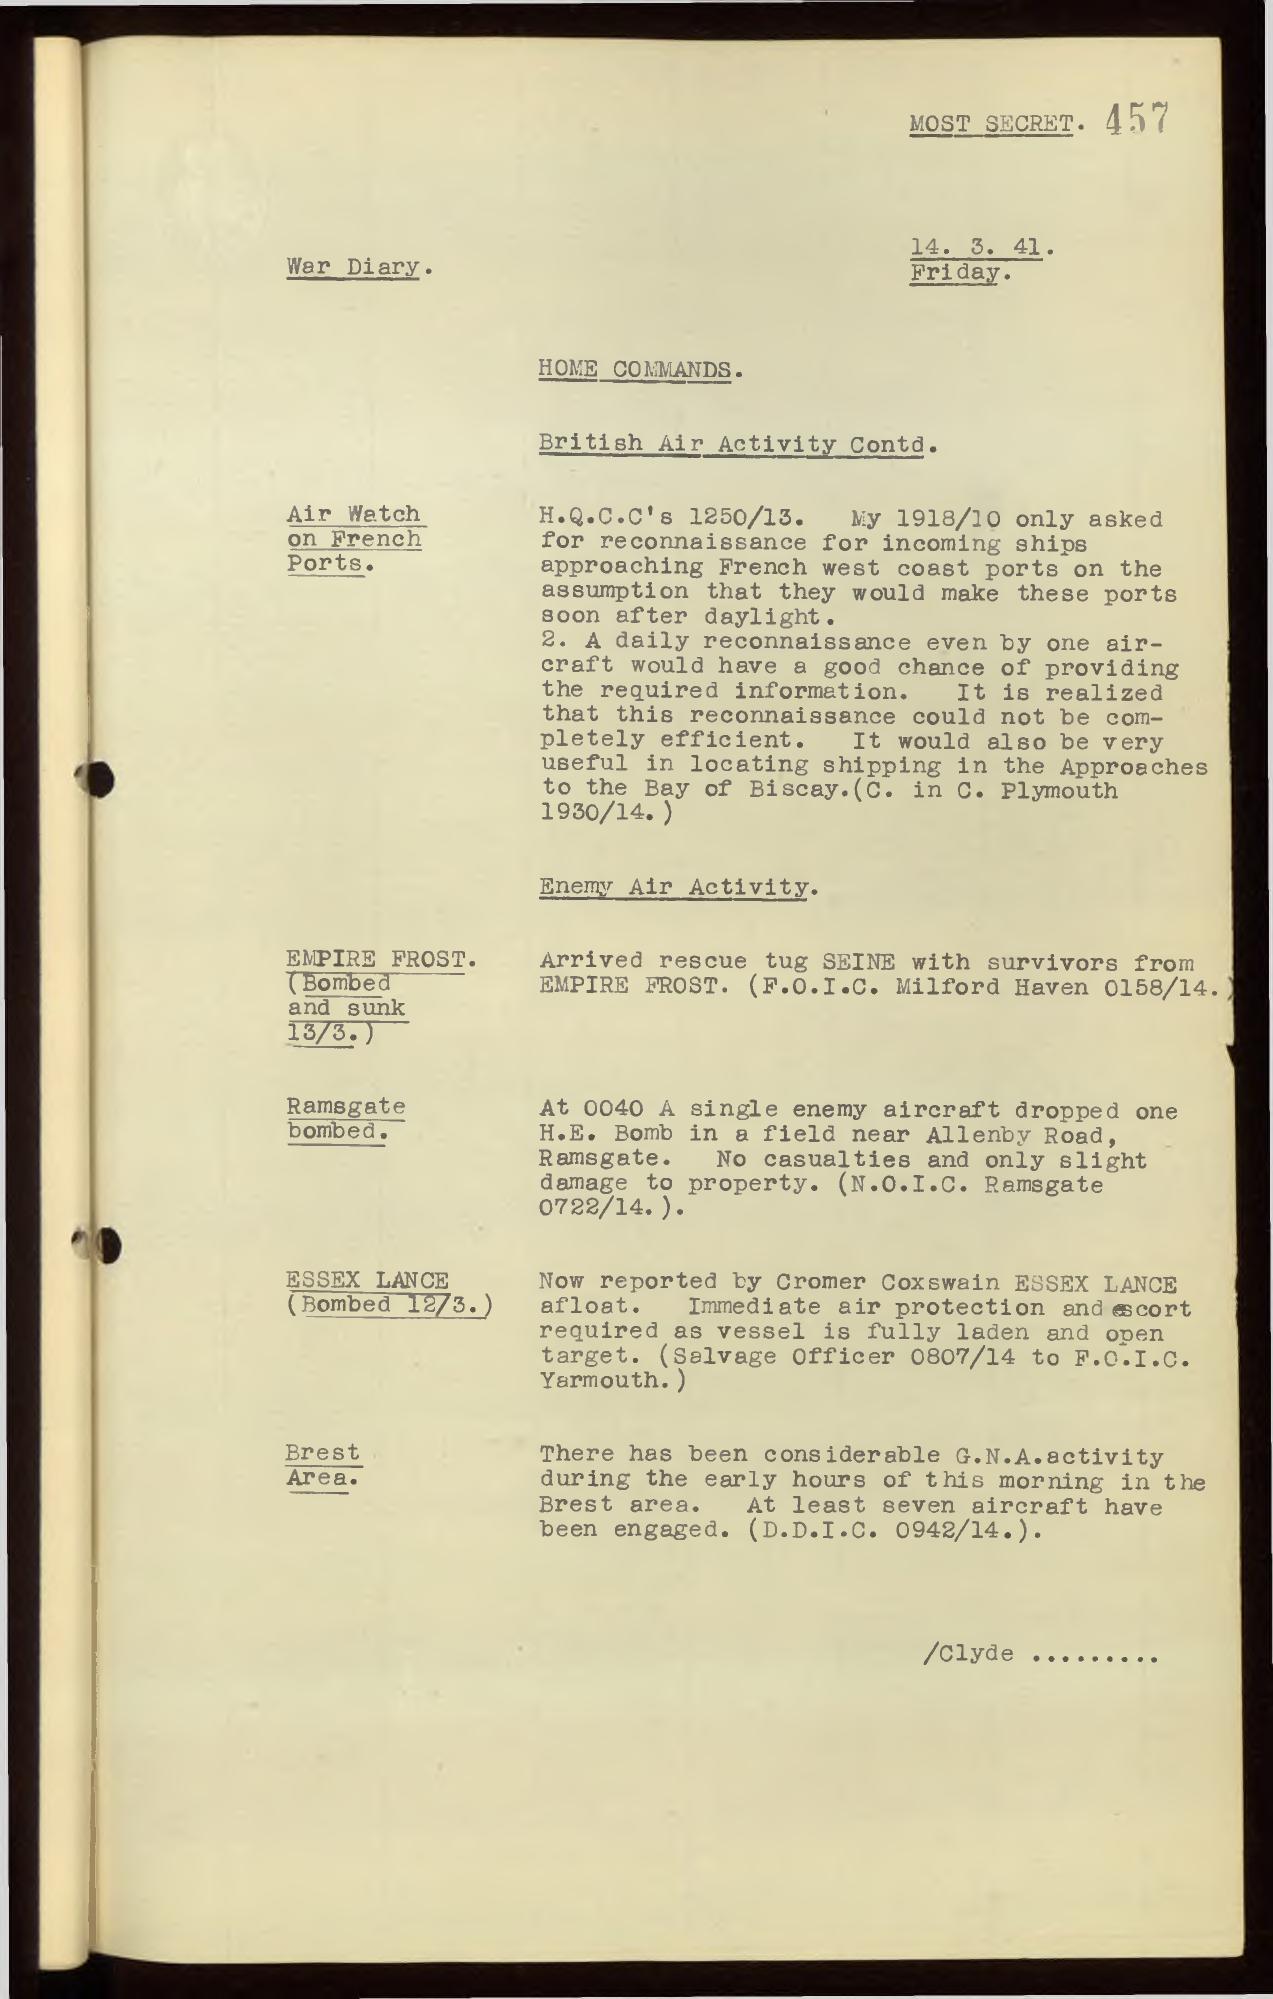 MOST SECRET. 457
14. 3. 41.
War Diary.
Friday.
HOME COMMANDS.
British Air Activity Contd.
Air Watch
on French
Ports.
H.Q.C.C's 1250/13. My 1918/10 only asked
for reconnaissance for incoming ships
approaching French west coast ports on the
assumption that they would make these ports
soon after daylight.
2. A daily reconnaissance even by one air-
craft would have a good chance of providing
the required information. It is realized
that this reconnaissance could not be com-
pletely efficient. It would also be very
useful in locating shipping in the Approaches
to the Bay of Biscay.(C. in C. Plymouth
1930/14.)
Enemy Air Activity.
EMPIRE FROST.
(Bombed
and sunk
13/3.)
Arrived rescue tug SEINE with survivors from
EMPIRE FROST. (F.O.I.C. Milford Haven 0158/14.)
Ramsgate
bombed.
At 0040 A single enemy aircraft dropped one
H.E. Bomb in a field near Allenby Road,
Ramsgate. No casualties and only slight
damage to property. (N.O.I.C. Ramsgate
0722/14.).
ESSEX LANCE
(Bombed 12/3.)
Now reported by Cromer Coxswain ESSEX LANCE
afloat. Immediate air protection and escort
required as vessel is fully laden and open
target. (Salvage Officer 0807/14 to F.O.I.C.
Yarmouth.)
Brest
Area.
There has been considerable G.N.A.activity
during the early hours of this morning in the
Brest area. At least seven aircraft have
been engaged. (D.D.I.C. 0942/14.).
/Clyde .........